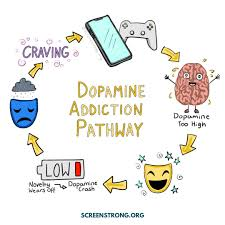 CRAVING
DOPAMINE
ADDICTION
PATHWAY
Dopamine
Too High
LOW
Novelty
Wears Off
Dopamine
Crash
SCREENSTRONG.ORG